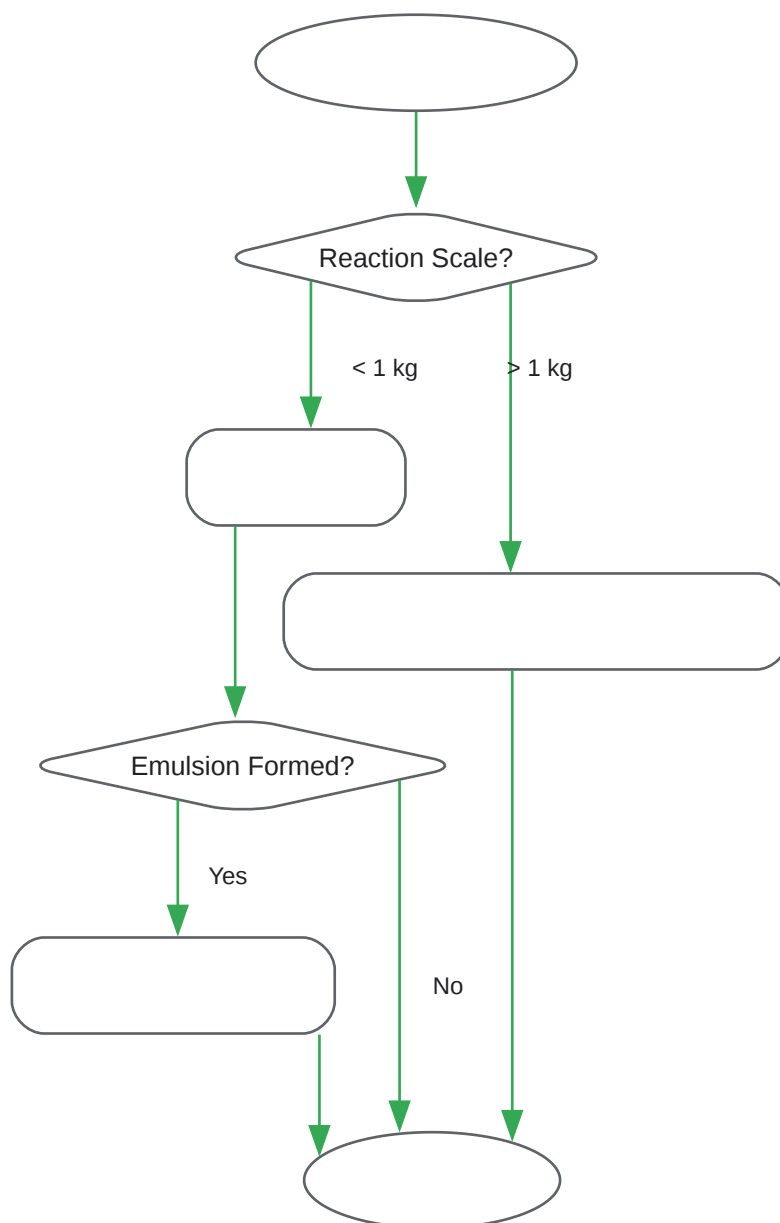 Reaction Scale?
< 1 kg
> 1 kg
Emulsion Formed?
Yes
No